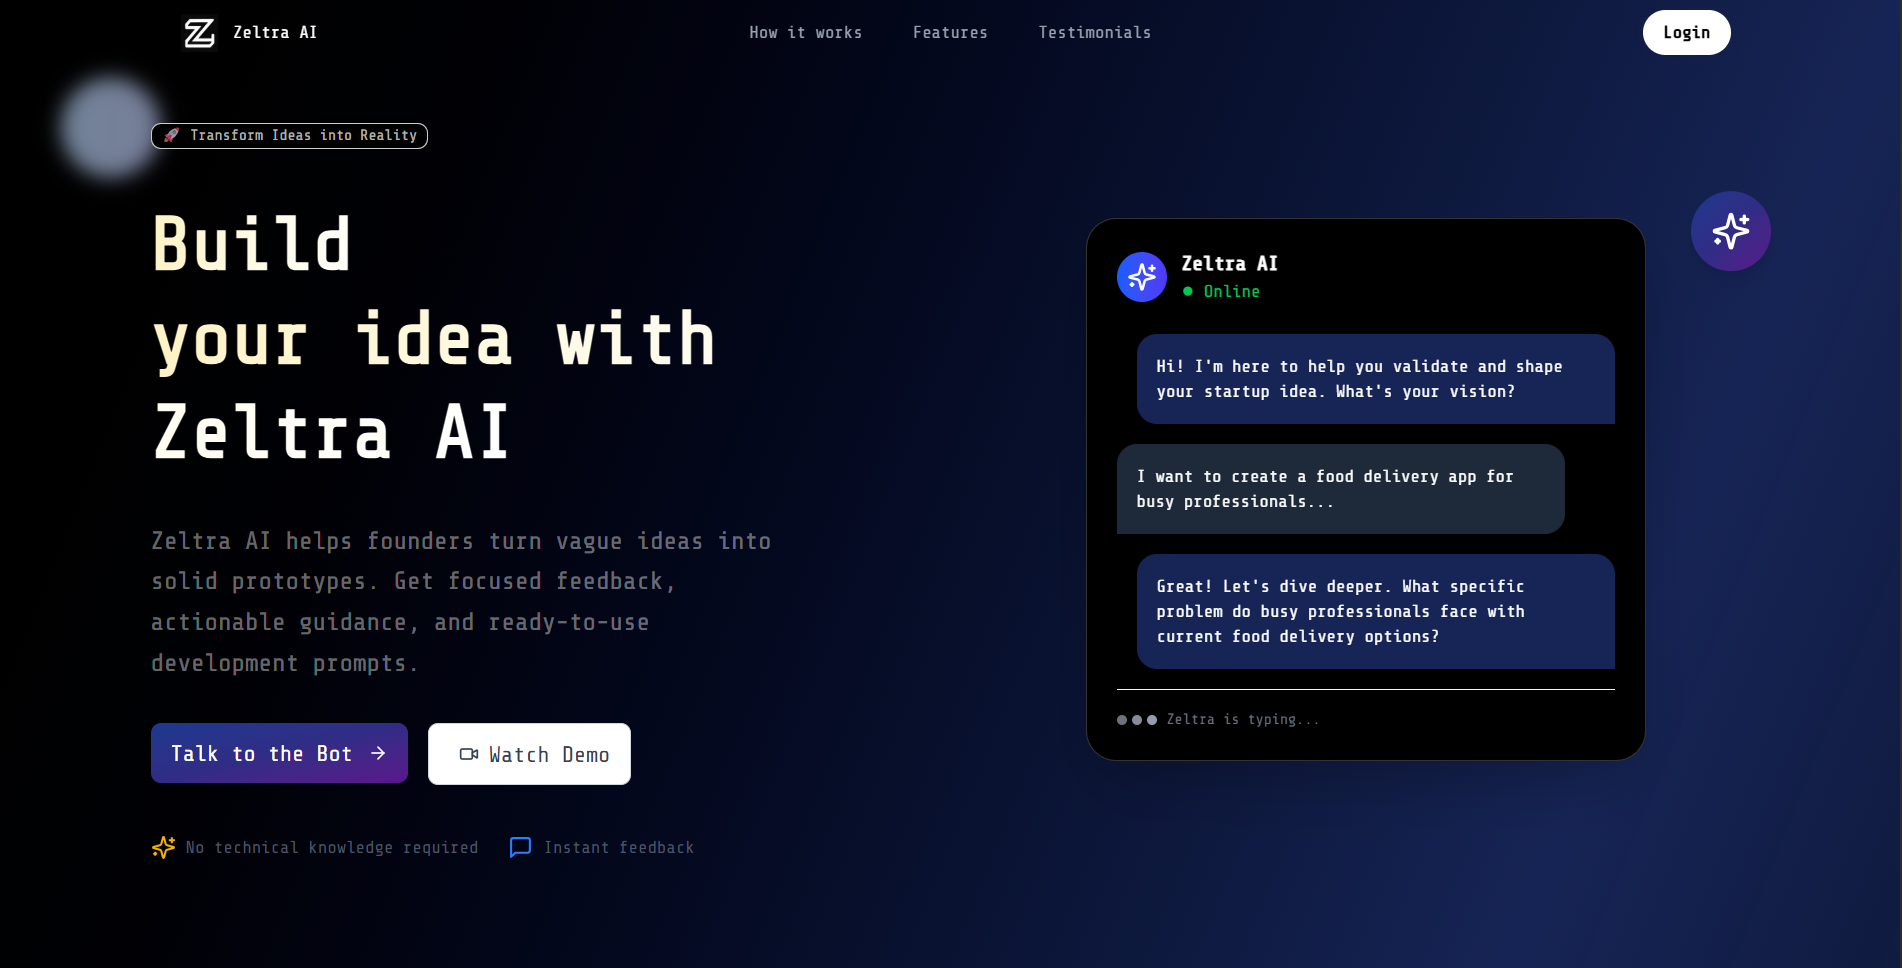 Zeltra AI
How it works
Features
Testimonials
Login
🚀 Transform Ideas into Reality
Build
your idea with
Zeltra AI
Zeltra AI helps founders turn vague ideas into
solid prototypes. Get focused feedback,
actionable guidance, and ready-to-use
development prompts.
Talk to the Bot →
Watch Demo
No technical knowledge required
Instant feedback
Zeltra AI
Online
Hi! I'm here to help you validate and shape
your startup idea. What's your vision?
I want to create a food delivery app for
busy professionals...
Great! Let's dive deeper. What specific
problem do busy professionals face with
current food delivery options?
Zeltra is typing...